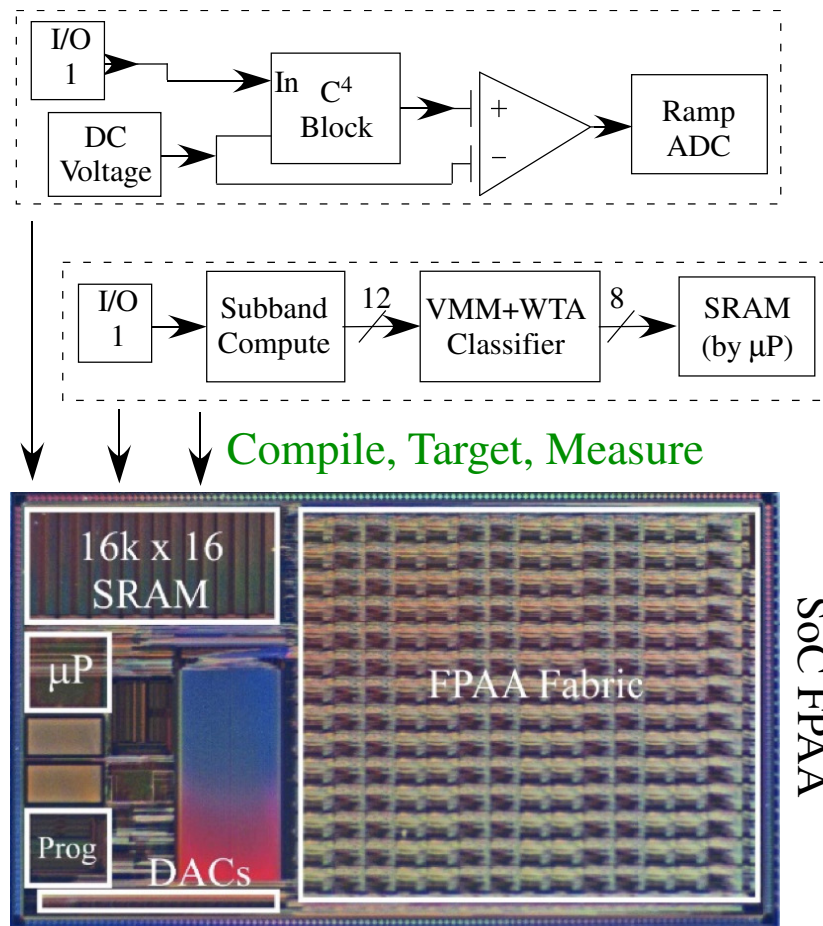 I/O
1
In
C⁴
Block
DC
Voltage
+
−
Ramp
ADC
I/O
1
Subband
Compute
12
VMM+WTA
Classifier
8
SRAM
(by μP)
Compile, Target, Measure
16k x 16
SRAM
μP
FPAA Fabric
Prog
DACs
SoC FPAA